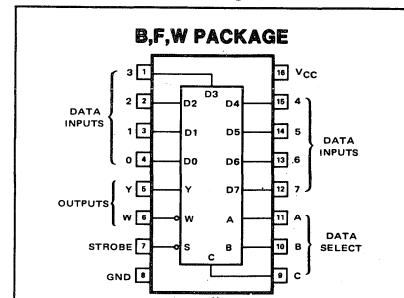 B,F,W PACKAGE
3 1 D3 16 VCC
2 2 D2 D4 15 4
DATA INPUTS
1 3 D1 D5 14 5
DATA INPUTS
0 4 D0 D6 13 6
Y 5 Y D7 12 7
OUTPUTS
W 6 W A 11 A
STROBE 7 S B 10 B
DATA SELECT
GND 8 C 9 C